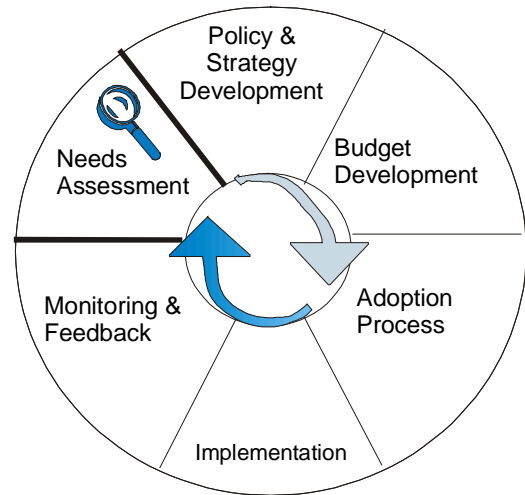 Policy &
Strategy
Development
Budget
Development
Needs
Assessment
Adoption
Process
Monitoring &
Feedback
Implementation